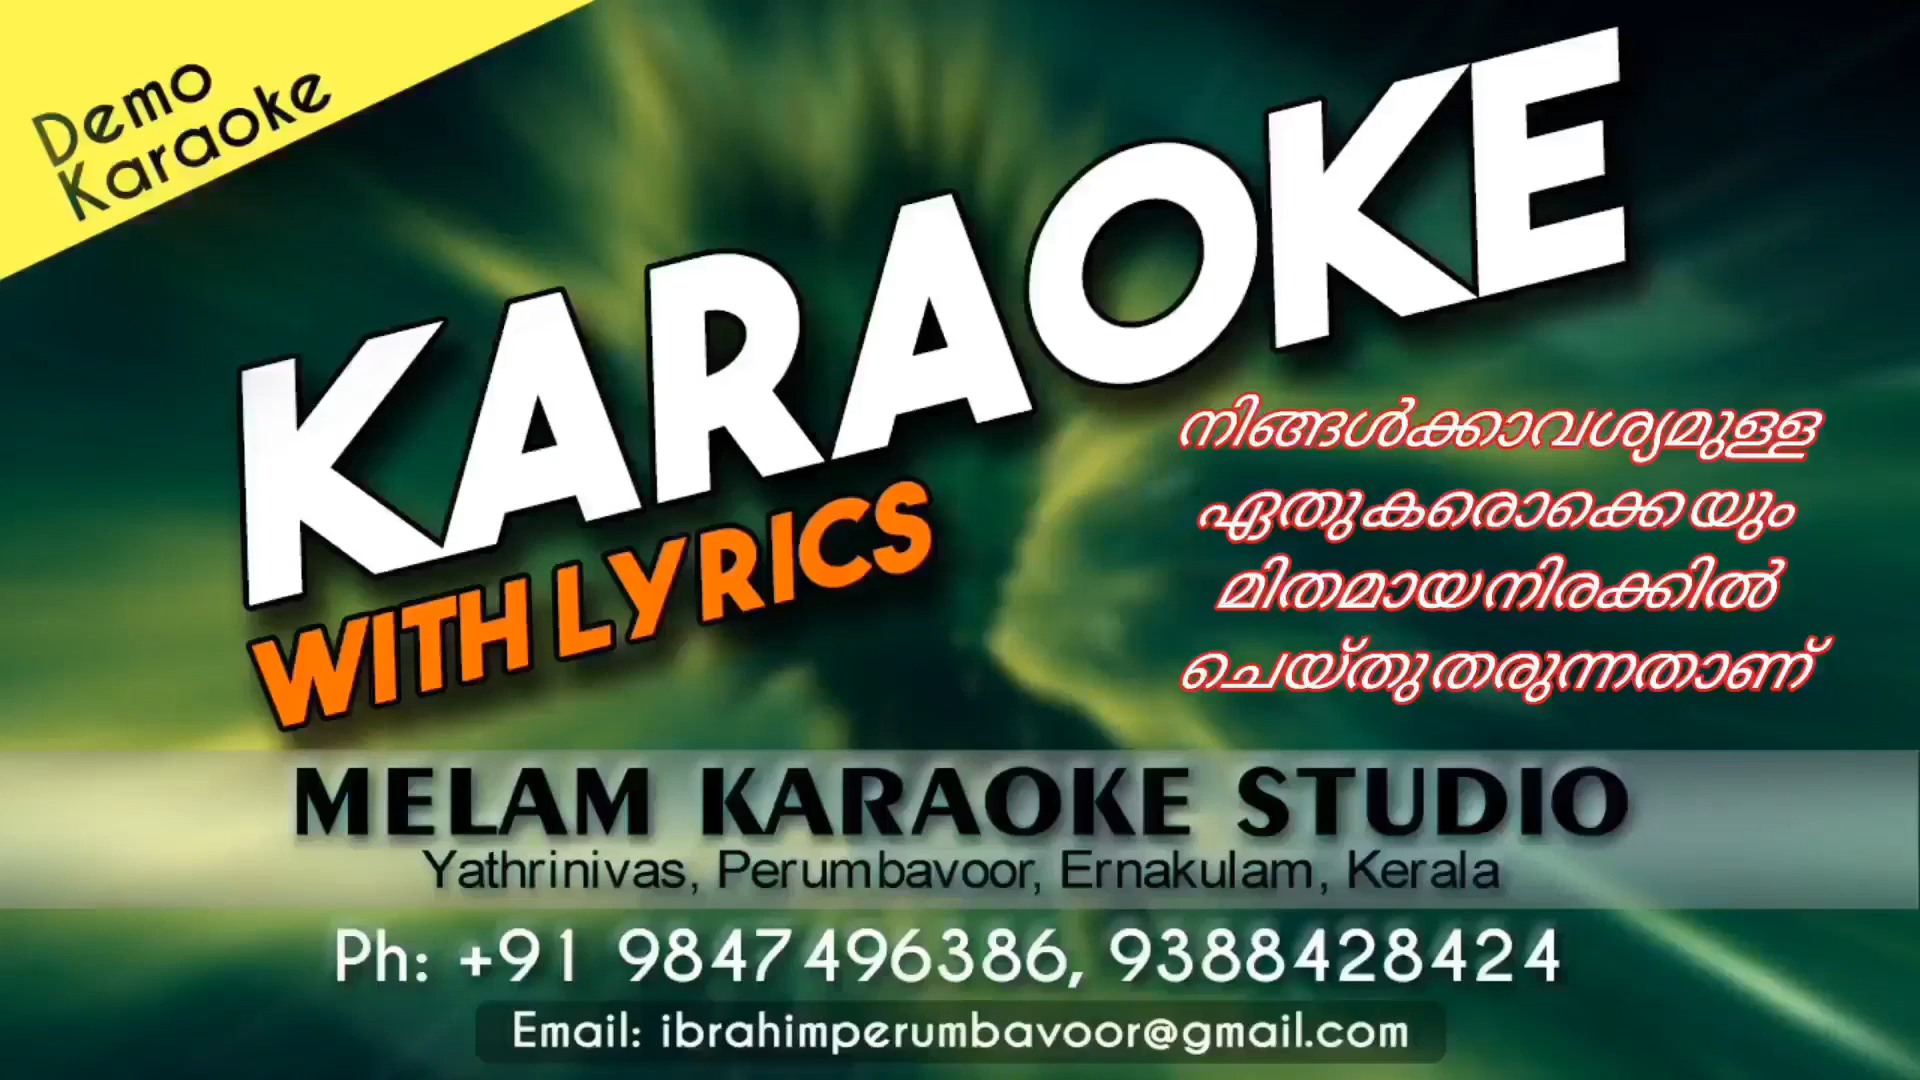 Demo
Karaoke
KARAOKE
WITH LYRICS
നിങ്ങൾക്കാവശ്യമുള്ള
ഏതുകരൊക്കെയും
മിതമായനിരക്കിൽ
ചെയ്തുതരുന്നതാണ്
MELAM KARAOKE STUDIO
Yathrinivas, Perumbavoor, Ernakulam, Kerala
Ph: +91 9847496386, 9388428424
Email: ibrahimperumbavoor@gmail.com